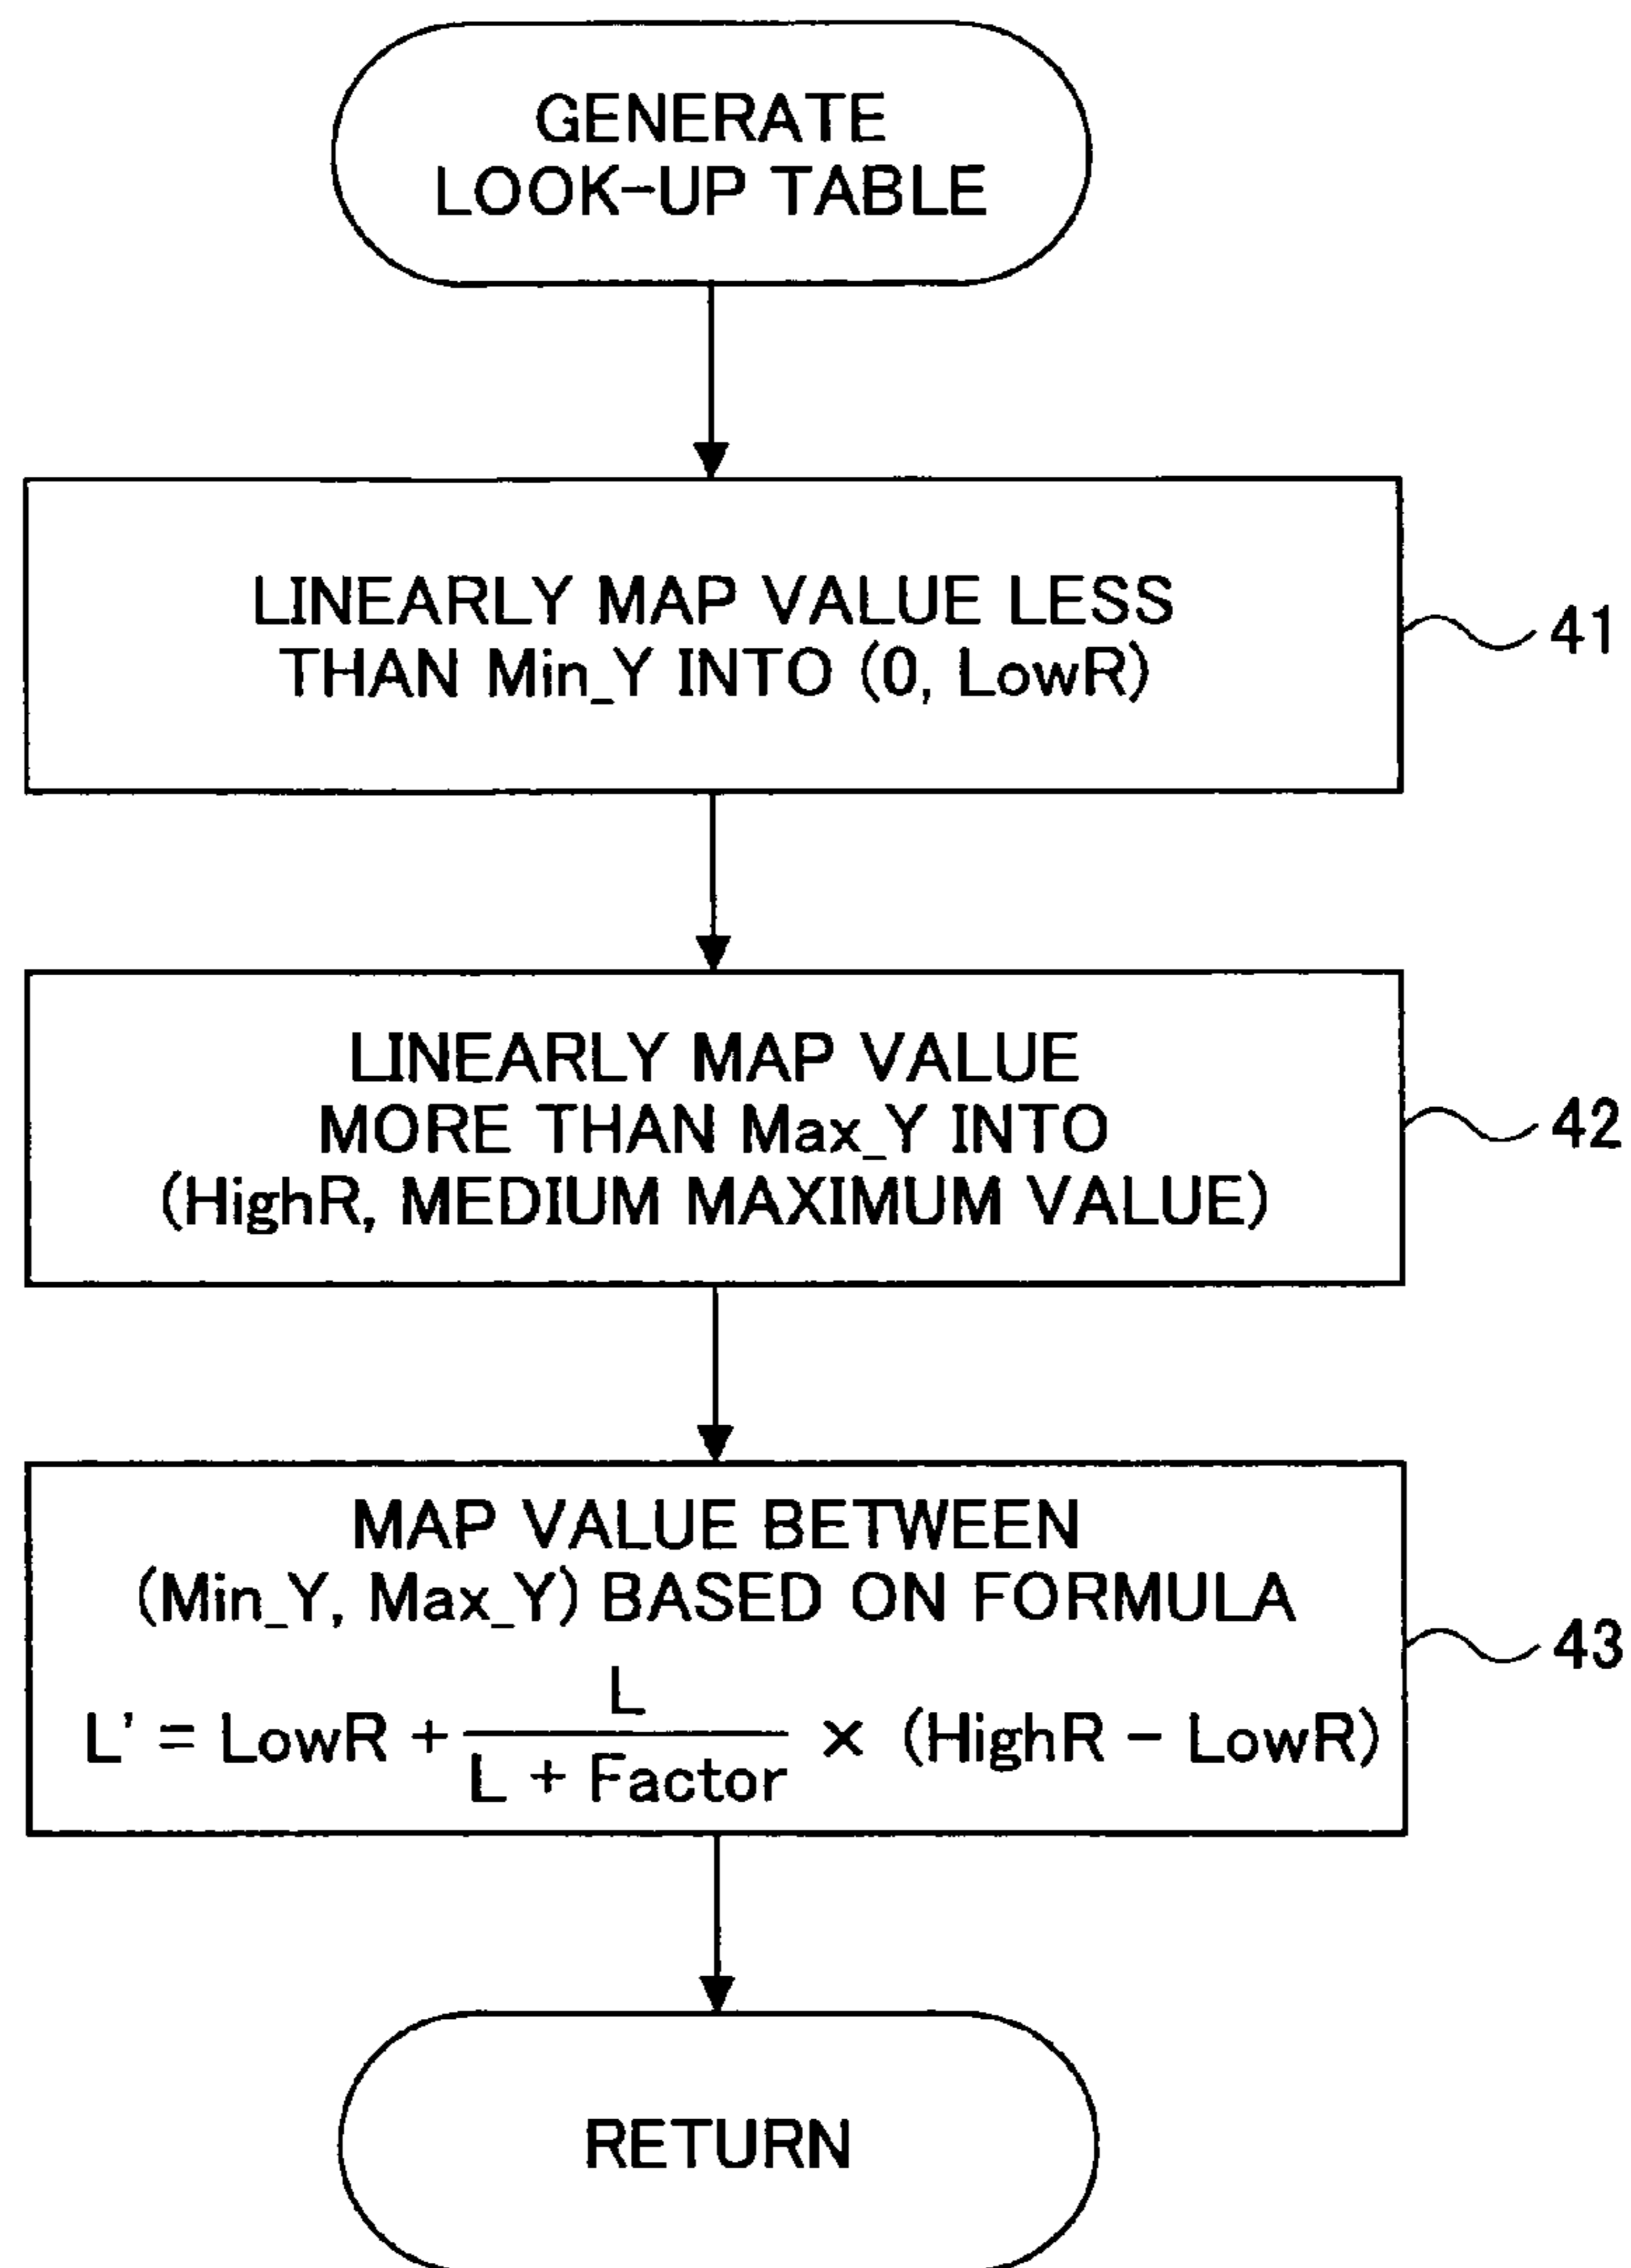 GENERATE
LOOK-UP TABLE
LINEARLY MAP VALUE LESS
THAN Min_Y INTO (0, LowR)
41
LINEARLY MAP VALUE
MORE THAN Max_Y INTO
(HighR, MEDIUM MAXIMUM VALUE)
42
MAP VALUE BETWEEN
(Min_Y, Max_Y) BASED ON FORMULA
L' = LowR + L / (L + Factor) × (HighR − LowR)
43
RETURN